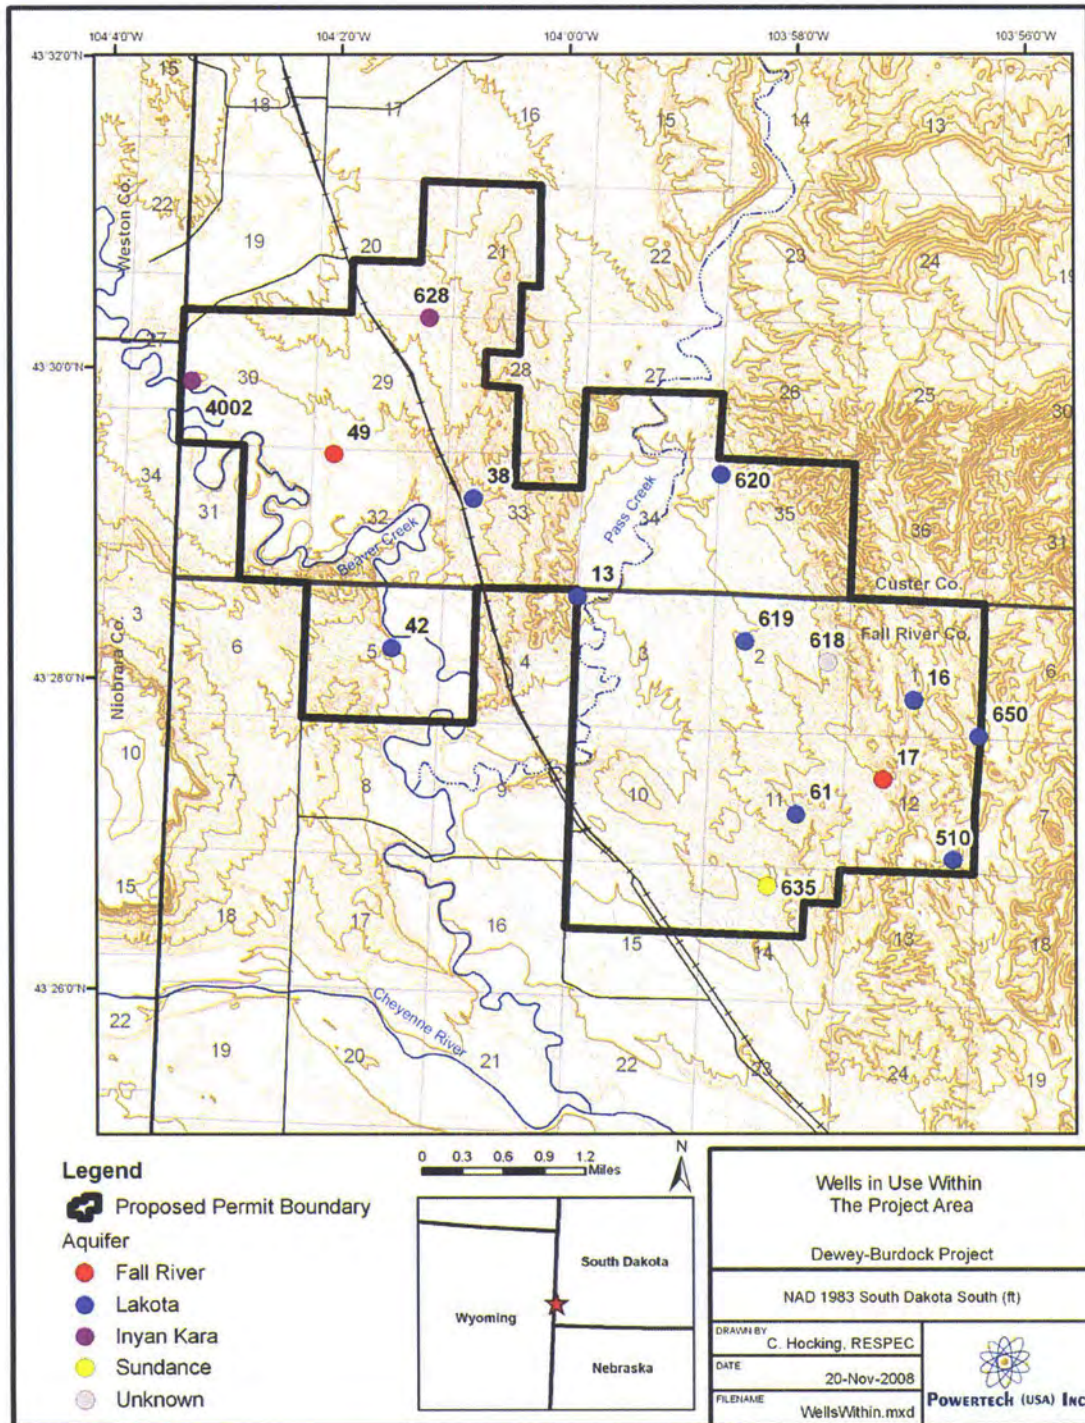 104°4'0"W 104°2'0"W 104°0'0"W 103°58'0"W 103°56'0"W
43°32'0"N
15
18
17
16
15
14
13
Weston Co.
22
19
20
21
22
23
24
628
43°30'0"N
27
30
29
28
27
26
25
30
4002
49
38
620
34
31
32
33
34
35
36
31
Beaver Creek
Pass Creek
Custer Co.
13
3
6
5
42
4
3
619
2
618
Fall River Co.
1
16
6
43°28'0"N
Niobrara Co.
650
10
7
8
9
10
11
61
17
12
7
510
635
15
18
17
16
15
14
13
18
43°26'0"N
Cheyenne River
22
19
20
21
22
23
24
19
Legend
Proposed Permit Boundary
Aquifer
Fall River
Lakota
Inyan Kara
Sundance
Unknown
0 0.3 0.6 0.9 1.2
Miles
N
South Dakota
Wyoming
Nebraska
Wells in Use Within
The Project Area
Dewey-Burdock Project
NAD 1983 South Dakota South (ft)
DRAWN BY
C. Hocking, RESPEC
DATE
20-Nov-2008
FILENAME
WellsWithin.mxd
POWERTECH (USA) INC